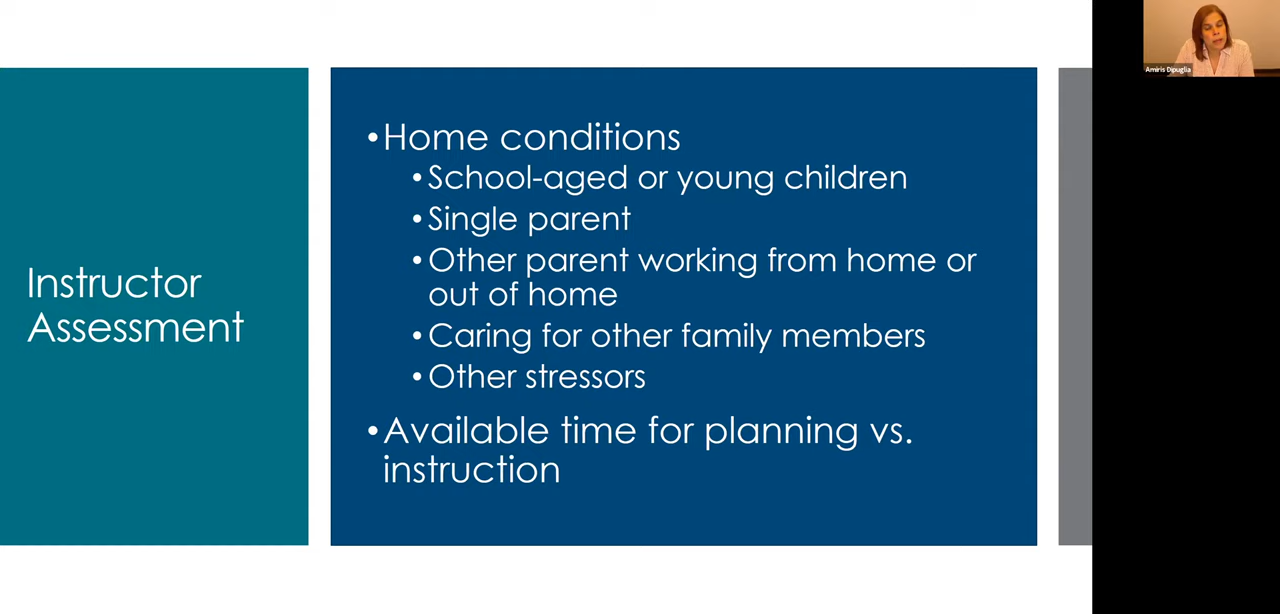 Instructor
Assessment
•Home conditions
•School-aged or young children
•Single parent
•Other parent working from home or
out of home
•Caring for other family members
•Other stressors
•Available time for planning vs.
instruction
Amiris Dipuglia